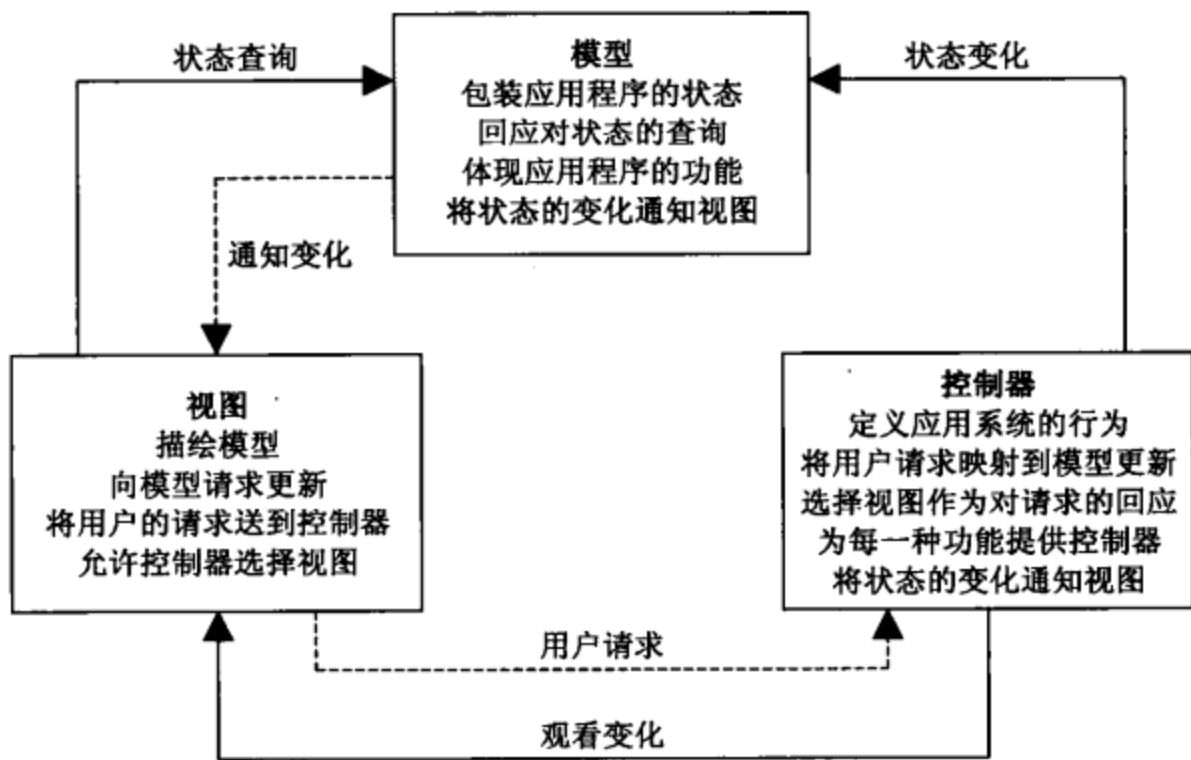 状态查询
模型
包装应用程序的状态
回应对状态的查询
体现应用程序的功能
将状态的变化通知视图
状态变化
通知变化
视图
描绘模型
向模型请求更新
将用户的请求送到控制器
允许控制器选择视图
控制器
定义应用系统的行为
将用户请求映射到模型更新
选择视图作为对请求的回应
为每一种功能提供控制器
将状态的变化通知视图
用户请求
观看变化